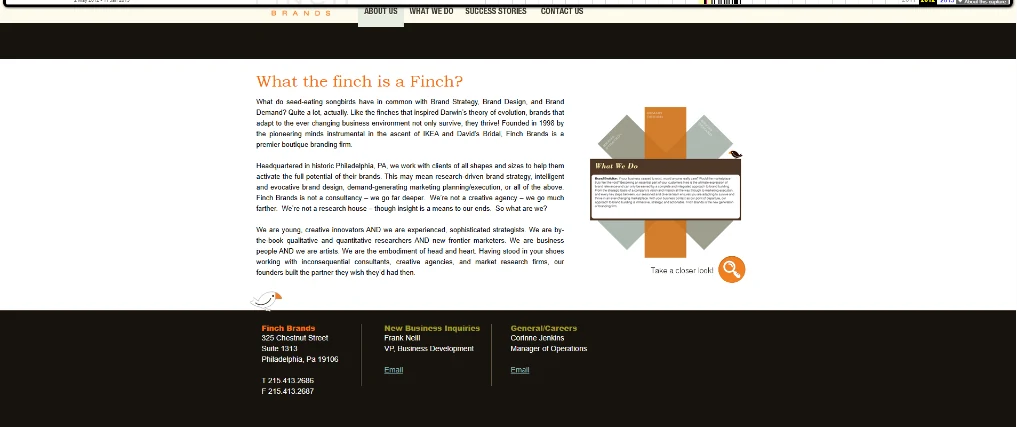 2011 2012 2013
About this capture
BRANDS
ABOUT US WHAT WE DO SUCCESS STORIES CONTACT US
What the finch is a Finch?
What do seed-eating songbirds have in common with Brand Strategy, Brand Design, and Brand
Demand? Quite a lot, actually. Like the finches that inspired Darwin's theory of evolution, brands that
adapt to the ever changing business environment not only survive, they thrive! Founded in 1998 by
the pioneering minds instrumental in the ascent of IKEA and David's Bridal, Finch Brands is a
premier boutique branding firm.
Headquartered in historic Philadelphia, PA, we work with clients of all shapes and sizes to help them
activate the full potential of their brands. This may mean research driven brand strategy, intelligent
and evocative brand design, demand-generating marketing planning/execution, or all of the above.
Finch Brands is not a consultancy – we go far deeper. We're not a creative agency – we go much
farther. We're not a research house – though insight is a means to our ends. So what are we?
We are young, creative innovators AND we are experienced, sophisticated strategists. We are by-
the-book qualitative and quantitative researchers AND new frontier marketers. We are business
people AND we are artists. We are the embodiment of head and heart. Having stood in your shoes
working with inconsequential consultants, creative agencies, and market research firms, our
founders built the partner they wish they'd had then.
What We Do
Take a closer look!
Finch Brands
325 Chestnut Street
Suite 1313
Philadelphia, Pa 19106
T 215.413.2686
F 215.413.2687
New Business Inquiries
Frank Neill
VP, Business Development
Email
General/Careers
Corinne Jenkins
Manager of Operations
Email